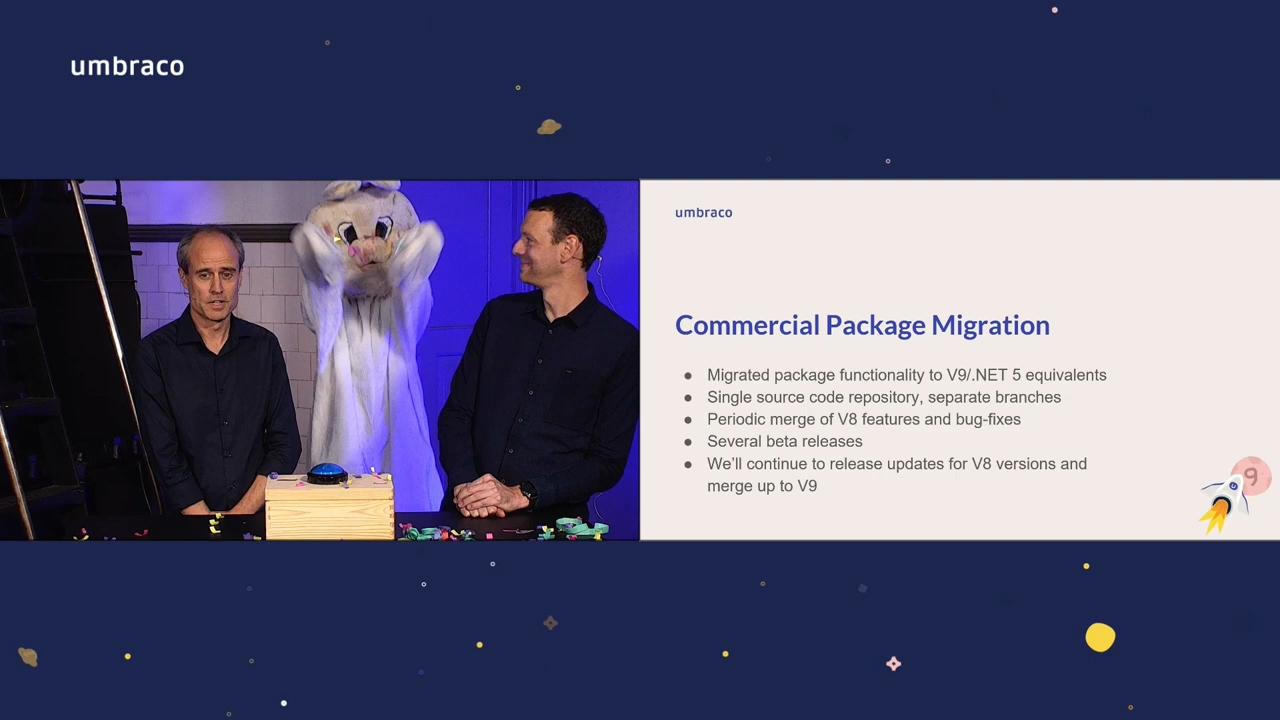 umbraco
umbraco
Commercial Package Migration
● Migrated package functionality to V9/.NET 5 equivalents
● Single source code repository, separate branches
● Periodic merge of V8 features and bug-fixes
● Several beta releases
● We'll continue to release updates for V8 versions and
merge up to V9
9